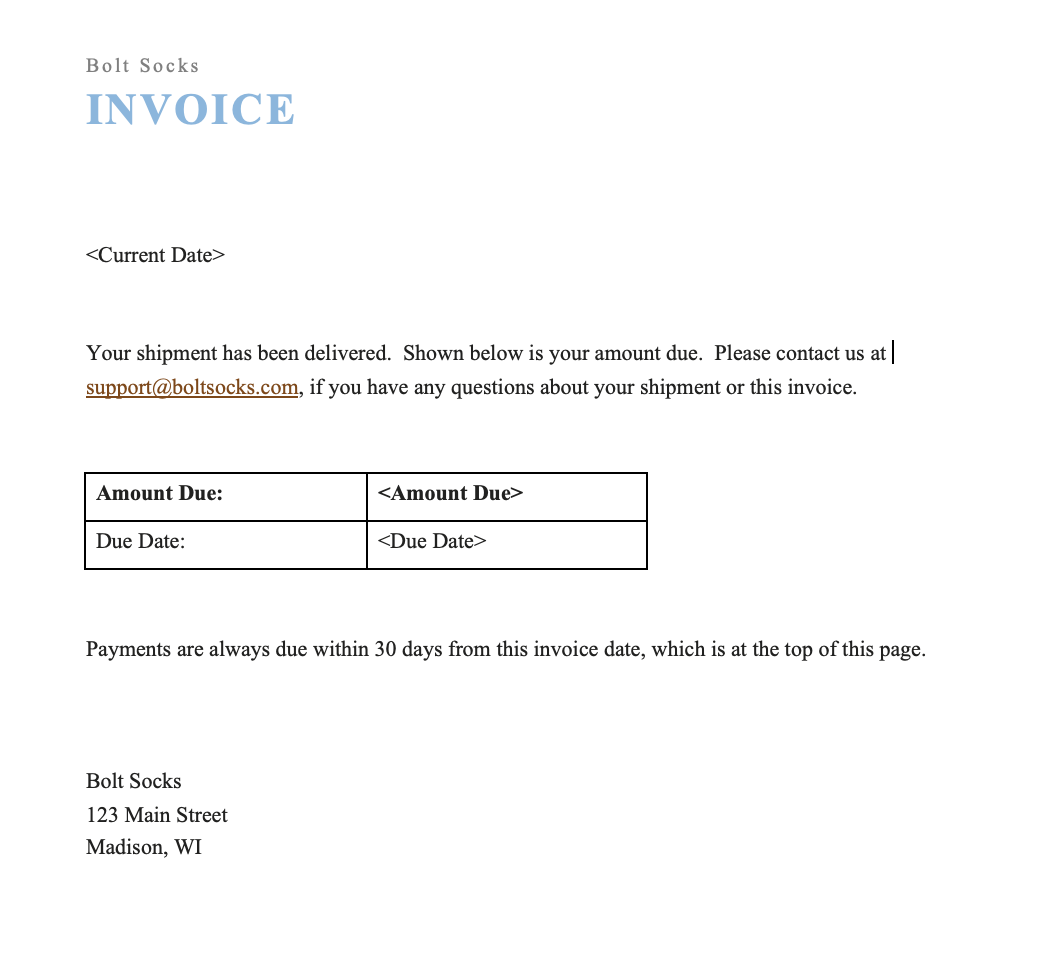 Bolt Socks
INVOICE
<Current Date>
Your shipment has been delivered.  Shown below is your amount due.  Please contact us at
support@boltsocks.com, if you have any questions about your shipment or this invoice.
Amount Due: <Amount Due>
Due Date: <Due Date>
Payments are always due within 30 days from this invoice date, which is at the top of this page.
Bolt Socks
123 Main Street
Madison, WI